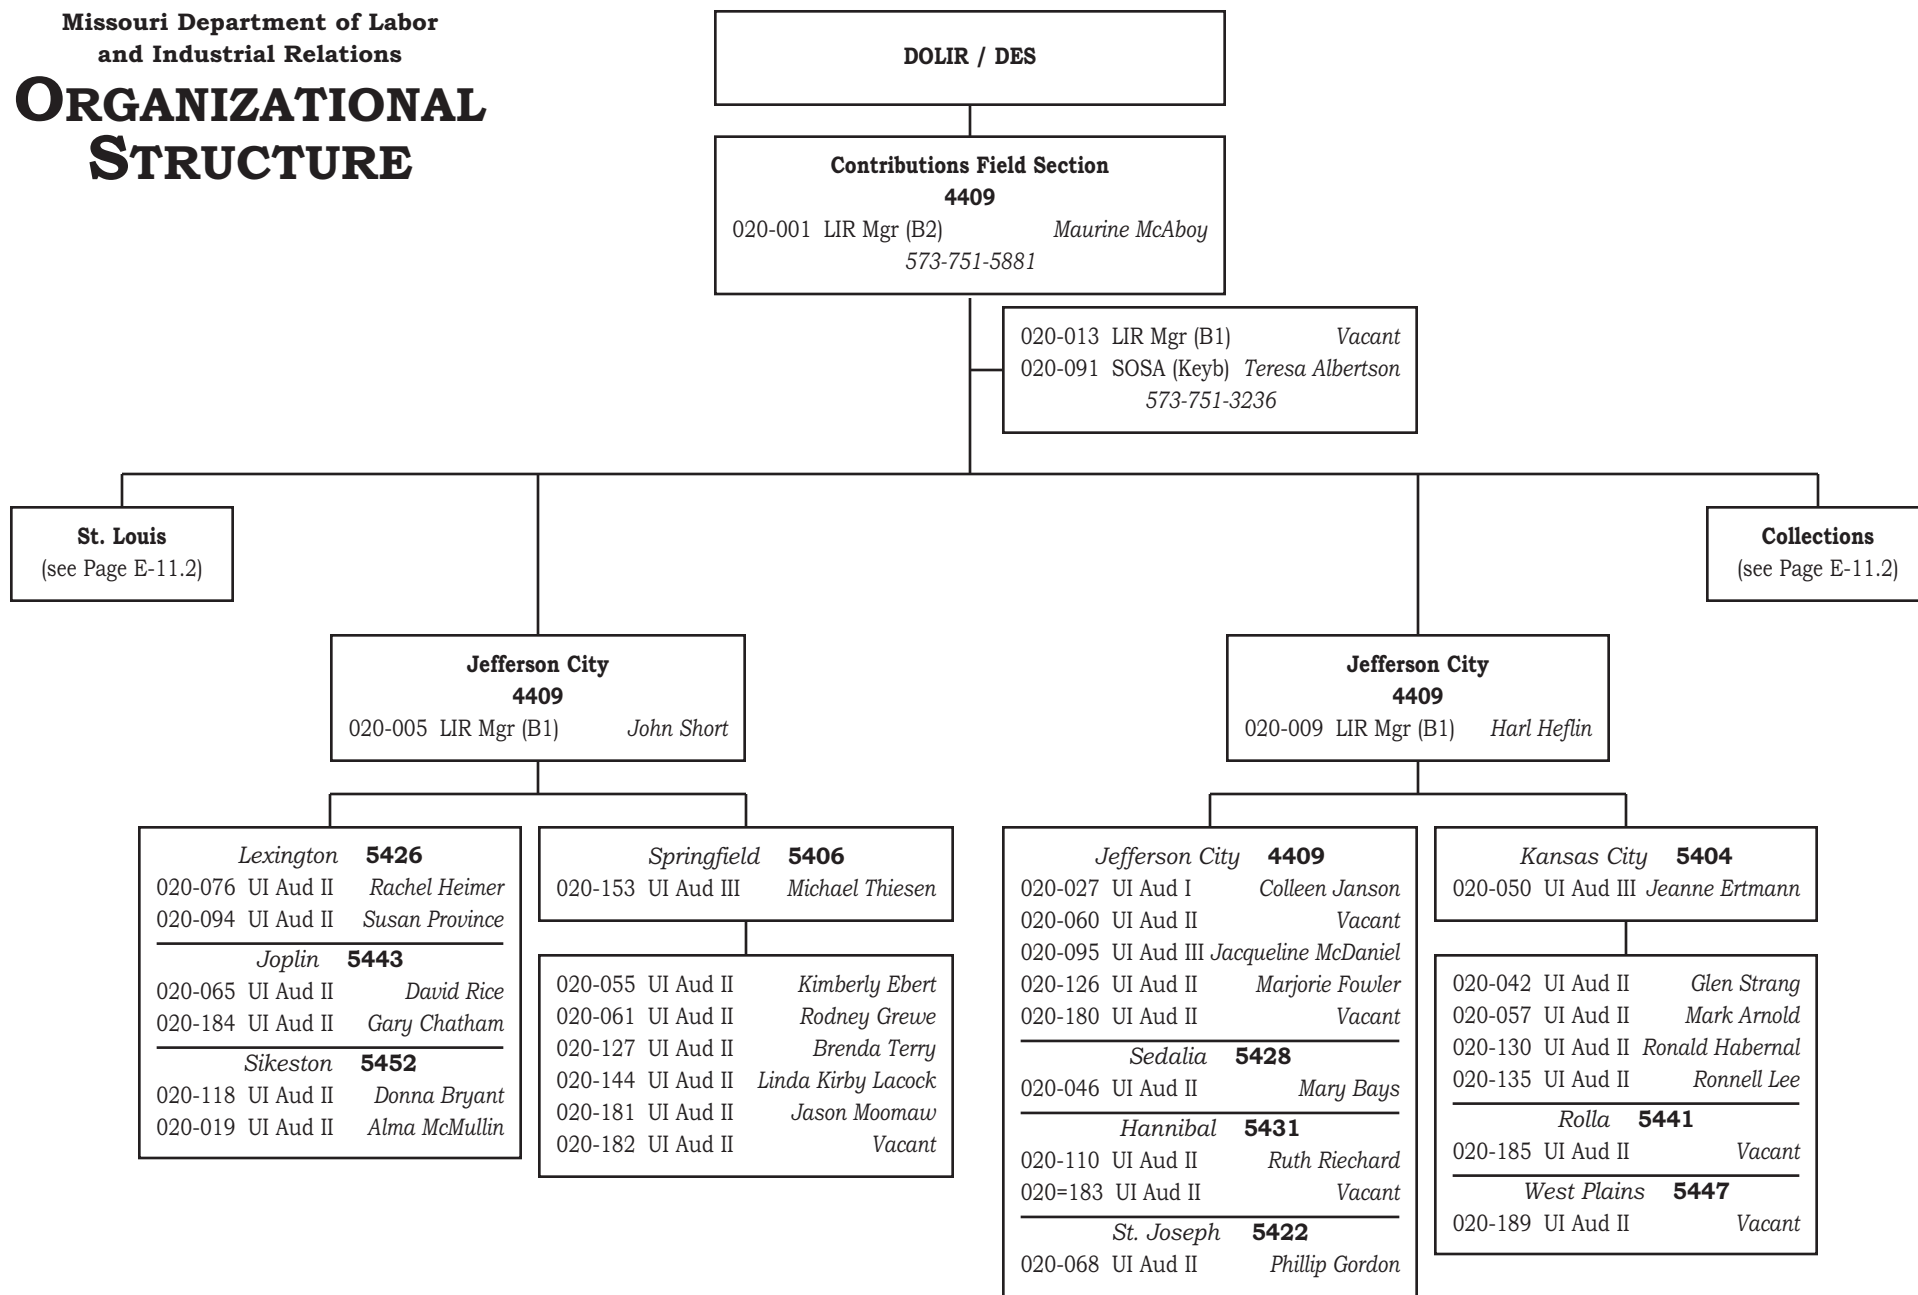 Missouri Department of Labor
and Industrial Relations
ORGANIZATIONAL
STRUCTURE
DOLIR / DES
Contributions Field Section
4409
020-001 LIR Mgr (B2) Maurine McAboy
573-751-5881
020-013 LIR Mgr (B1) Vacant
020-091 SOSA (Keyb) Teresa Albertson
573-751-3236
St. Louis
(see Page E-11.2)
Collections
(see Page E-11.2)
Jefferson City
4409
020-005 LIR Mgr (B1) John Short
Jefferson City
4409
020-009 LIR Mgr (B1) Harl Heflin
Lexington 5426
020-076 UI Aud II Rachel Heimer
020-094 UI Aud II Susan Province
Joplin 5443
020-065 UI Aud II David Rice
020-184 UI Aud II Gary Chatham
Sikeston 5452
020-118 UI Aud II Donna Bryant
020-019 UI Aud II Alma McMullin
Springfield 5406
020-153 UI Aud III Michael Thiesen
020-055 UI Aud II Kimberly Ebert
020-061 UI Aud II Rodney Grewe
020-127 UI Aud II Brenda Terry
020-144 UI Aud II Linda Kirby Lacock
020-181 UI Aud II Jason Moomaw
020-182 UI Aud II Vacant
Jefferson City 4409
020-027 UI Aud I Colleen Janson
020-060 UI Aud II Vacant
020-095 UI Aud III Jacqueline McDaniel
020-126 UI Aud II Marjorie Fowler
020-180 UI Aud II Vacant
Sedalia 5428
020-046 UI Aud II Mary Bays
Hannibal 5431
020-110 UI Aud II Ruth Riechard
020=183 UI Aud II Vacant
St. Joseph 5422
020-068 UI Aud II Phillip Gordon
Kansas City 5404
020-050 UI Aud III Jeanne Ertmann
020-042 UI Aud II Glen Strang
020-057 UI Aud II Mark Arnold
020-130 UI Aud II Ronald Habernal
020-135 UI Aud II Ronnell Lee
Rolla 5441
020-185 UI Aud II Vacant
West Plains 5447
020-189 UI Aud II Vacant